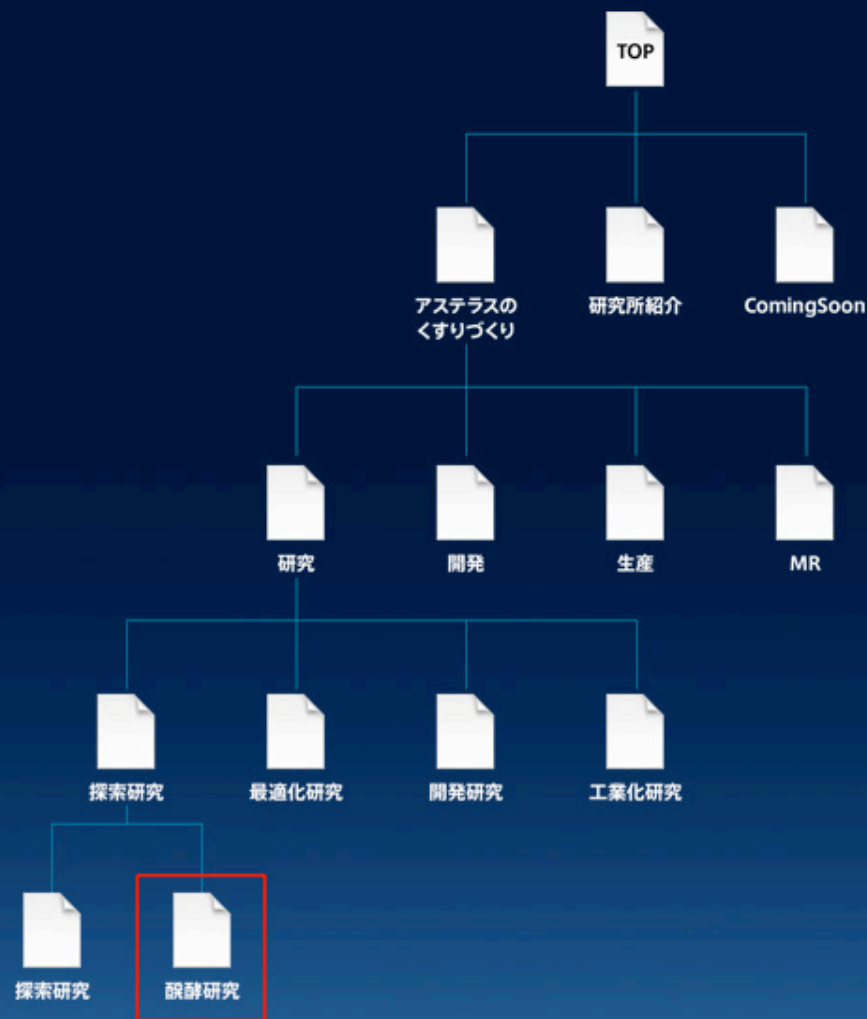 TOP
アステラスの
くすりづくり
研究所紹介
ComingSoon
研究
開発
生産
MR
探索研究
最適化研究
開発研究
工業化研究
探索研究
醗酵研究